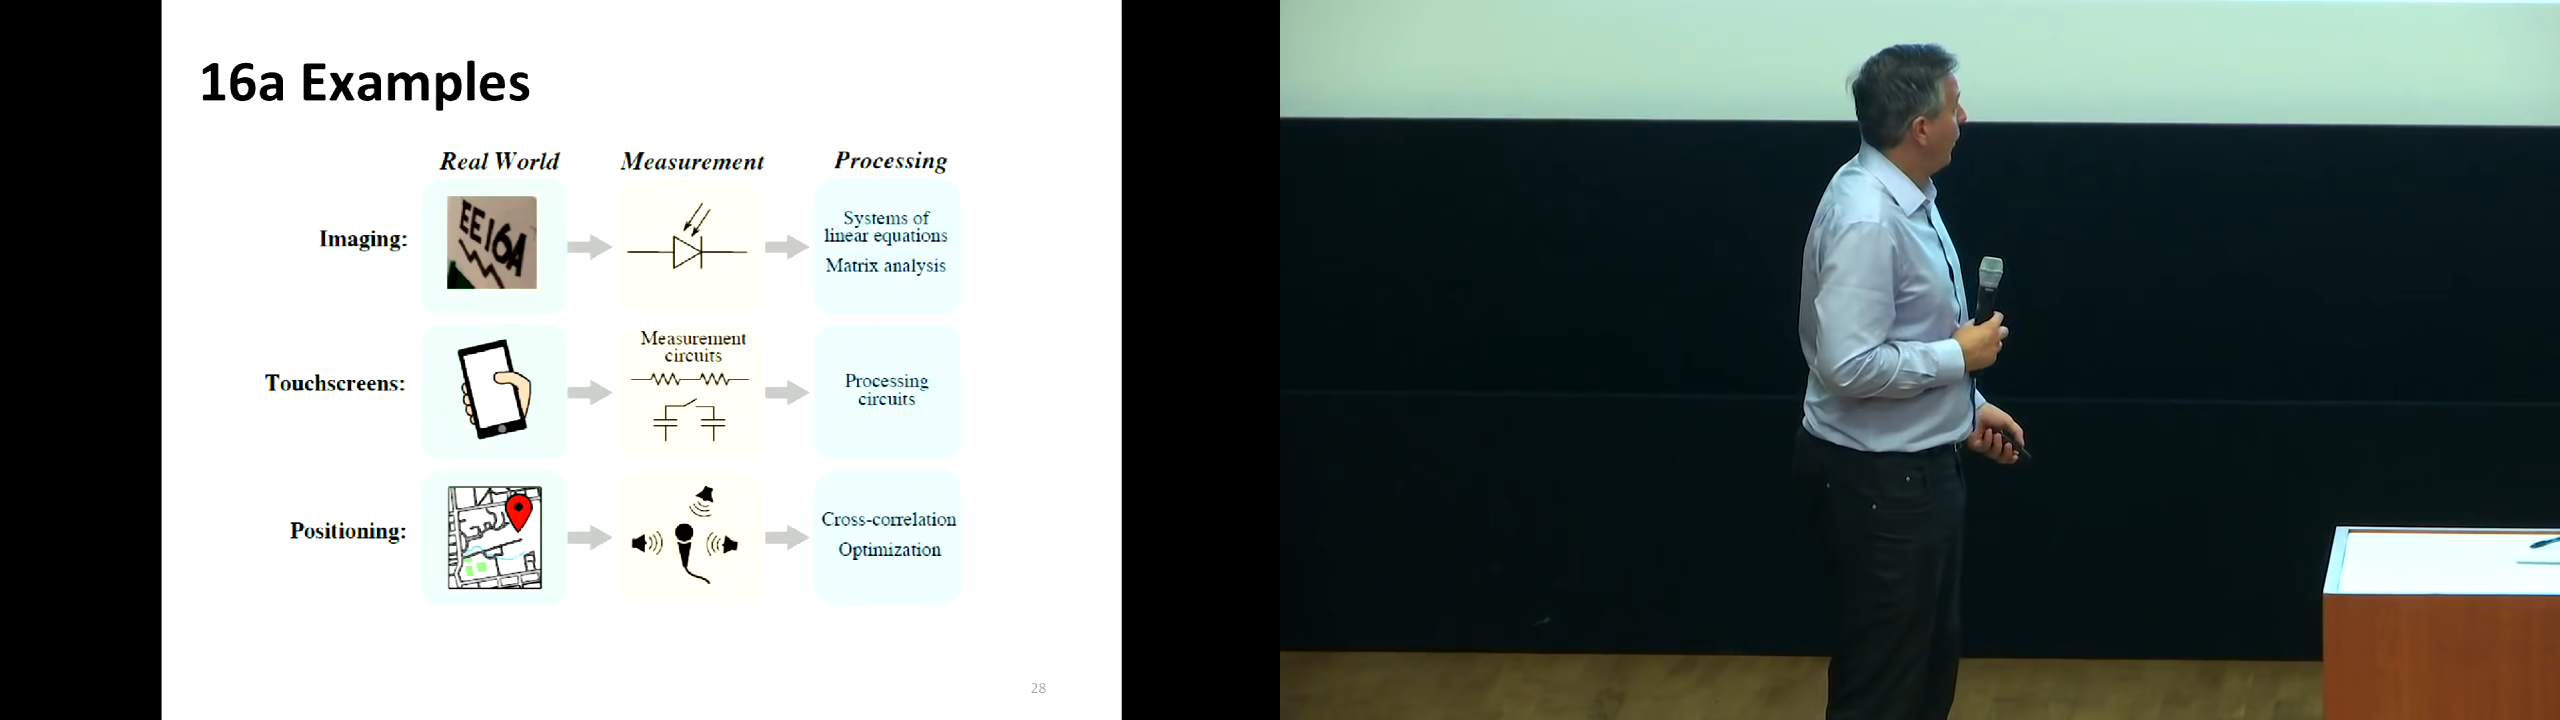 16a Examples
Real World
Measurement
Processing
Imaging:
EE16A
Systems of
linear equations
Matrix analysis
Touchscreens:
Measurement
circuits
Processing
circuits
Positioning:
Cross-correlation
Optimization
28